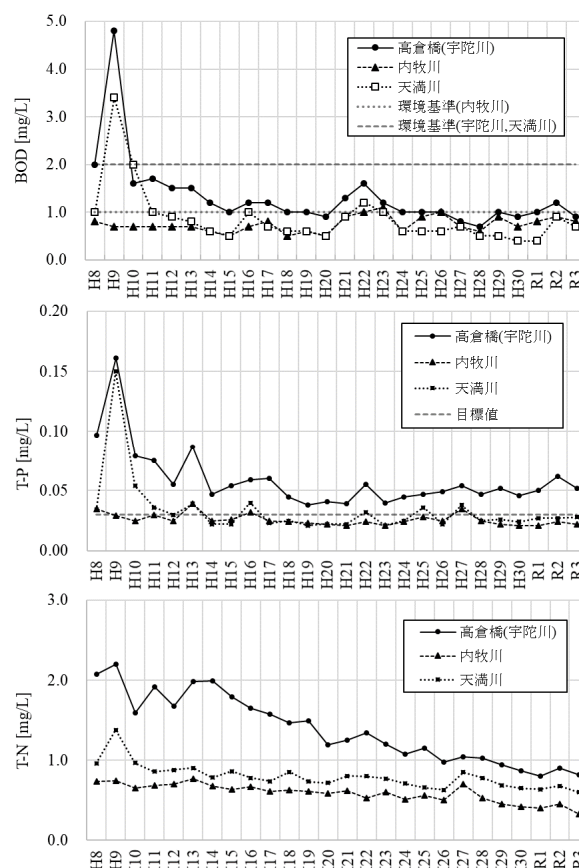 BOD [mg/L]
5.0
4.0
3.0
2.0
1.0
0.0
高倉橋(宇陀川)
内牧川
天満川
環境基準(内牧川)
環境基準(宇陀川,天満川)
H8 H9 H10 H11 H12 H13 H14 H15 H16 H17 H18 H19 H20 H21 H22 H23 H24 H25 H26 H27 H28 H29 H30 R1 R2 R3
T-P [mg/L]
0.20
0.15
0.10
0.05
0.00
高倉橋(宇陀川)
内牧川
天満川
目標値
H8 H9 H10 H11 H12 H13 H14 H15 H16 H17 H18 H19 H20 H21 H22 H23 H24 H25 H26 H27 H28 H29 H30 R1 R2 R3
T-N [mg/L]
3.0
2.0
1.0
0.0
高倉橋(宇陀川)
内牧川
天満川
H8 H9 H10 H11 H12 H13 H14 H15 H16 H17 H18 H19 H20 H21 H22 H23 H24 H25 H26 H27 H28 H29 H30 R1 R2 R3